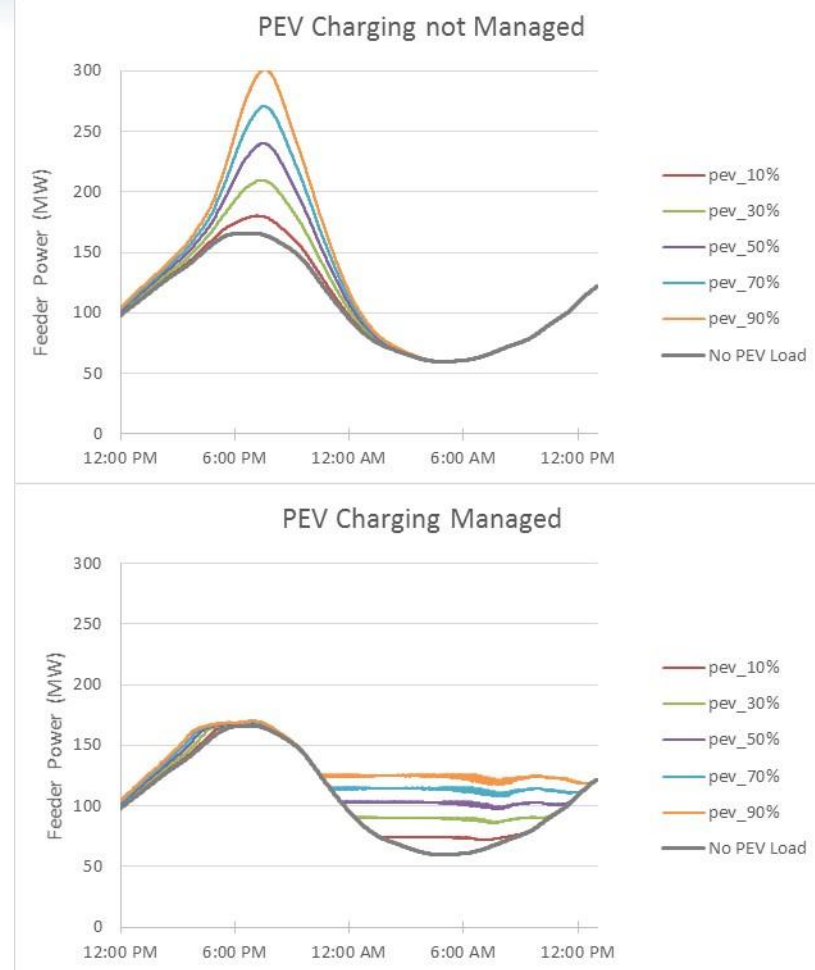 PEV Charging not Managed
300
250
200
150
100
50
0
Feeder Power (MW)
12:00 PM 6:00 PM 12:00 AM 6:00 AM 12:00 PM
pev_10%
pev_30%
pev_50%
pev_70%
pev_90%
No PEV Load
PEV Charging Managed
300
250
200
150
100
50
0
Feeder Power (MW)
12:00 PM 6:00 PM 12:00 AM 6:00 AM 12:00 PM
pev_10%
pev_30%
pev_50%
pev_70%
pev_90%
No PEV Load